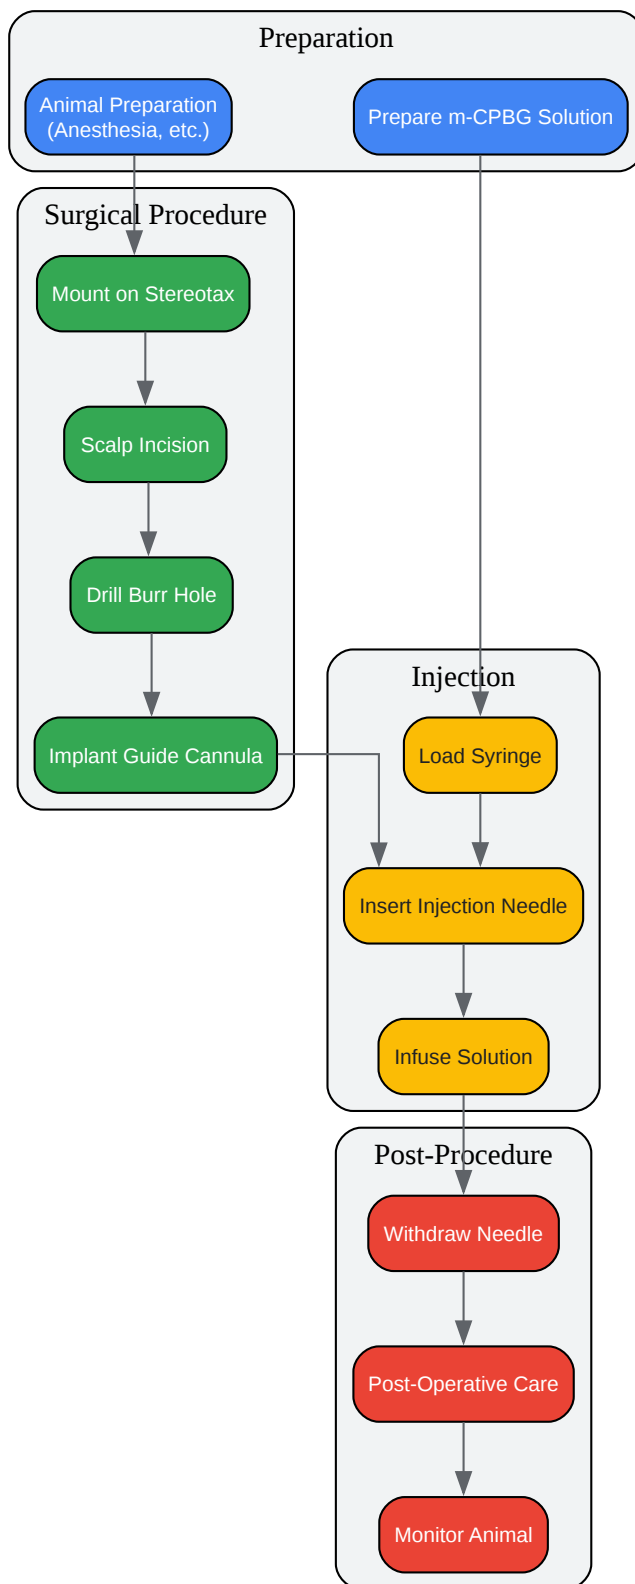 Preparation
Animal Preparation
(Anesthesia, etc.)
Prepare m-CPBG Solution
Surgical Procedure
Mount on Stereotax
Scalp Incision
Drill Burr Hole
Implant Guide Cannula
Injection
Load Syringe
Insert Injection Needle
Infuse Solution
Post-Procedure
Withdraw Needle
Post-Operative Care
Monitor Animal